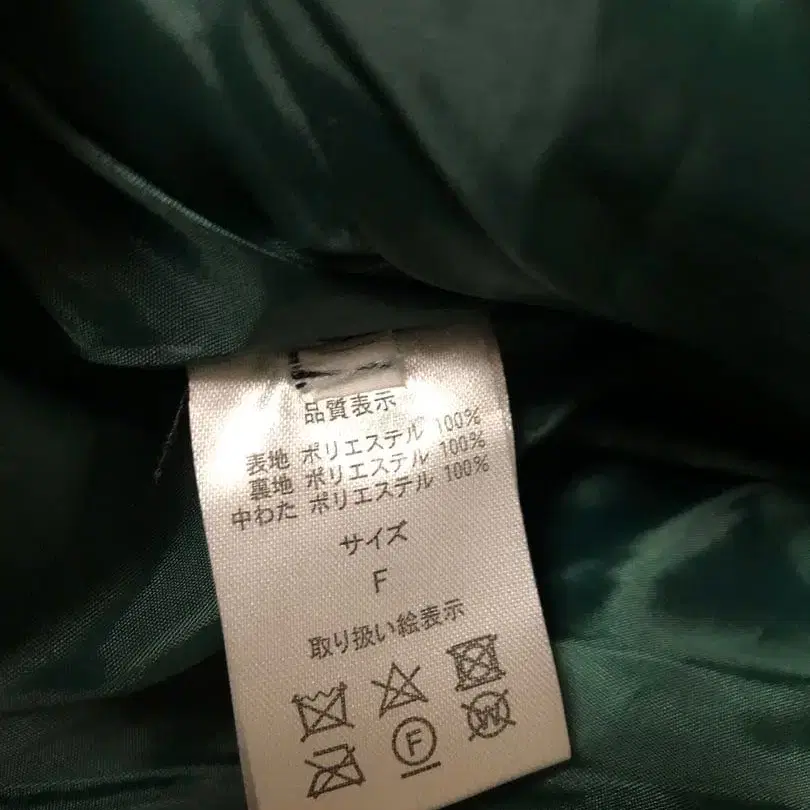 品質表示
表地 ポリエステル 100%
裏地 ポリエステル 100%
中わた ポリエステル 100%
サイズ
F
取り扱い絵表示
F W